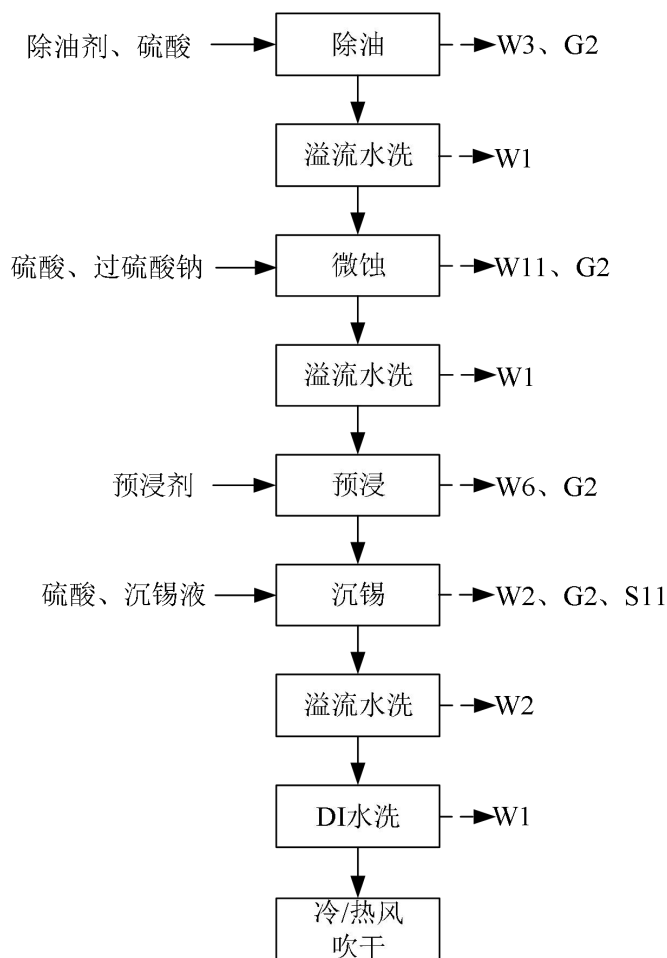 除油剂、硫酸
除油
W3、G2
溢流水洗
W1
硫酸、过硫酸钠
微蚀
W11、G2
溢流水洗
W1
预浸剂
预浸
W6、G2
硫酸、沉锡液
沉锡
W2、G2、S11
溢流水洗
W2
DI水洗
W1
冷/热风
吹干